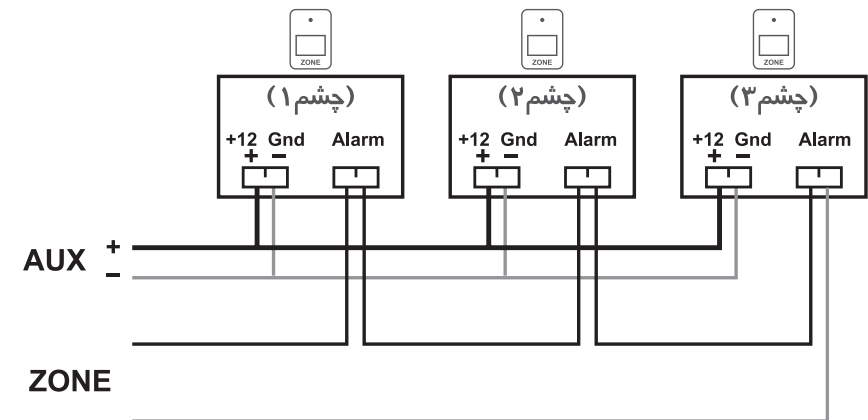 ZONE
ZONE
ZONE
(چشم۱)
(چشم۲)
(چشم۳)
+12 Gnd Alarm
+ −
+12 Gnd Alarm
+ −
+12 Gnd Alarm
+ −
AUX + −
ZONE